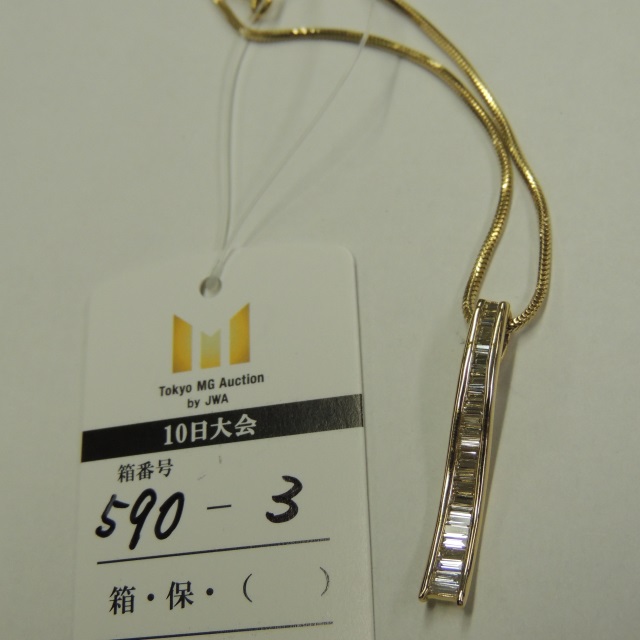 Tokyo MG Auction
by JWA
10日大会
箱番号
590 - 3
箱・保・(　　)